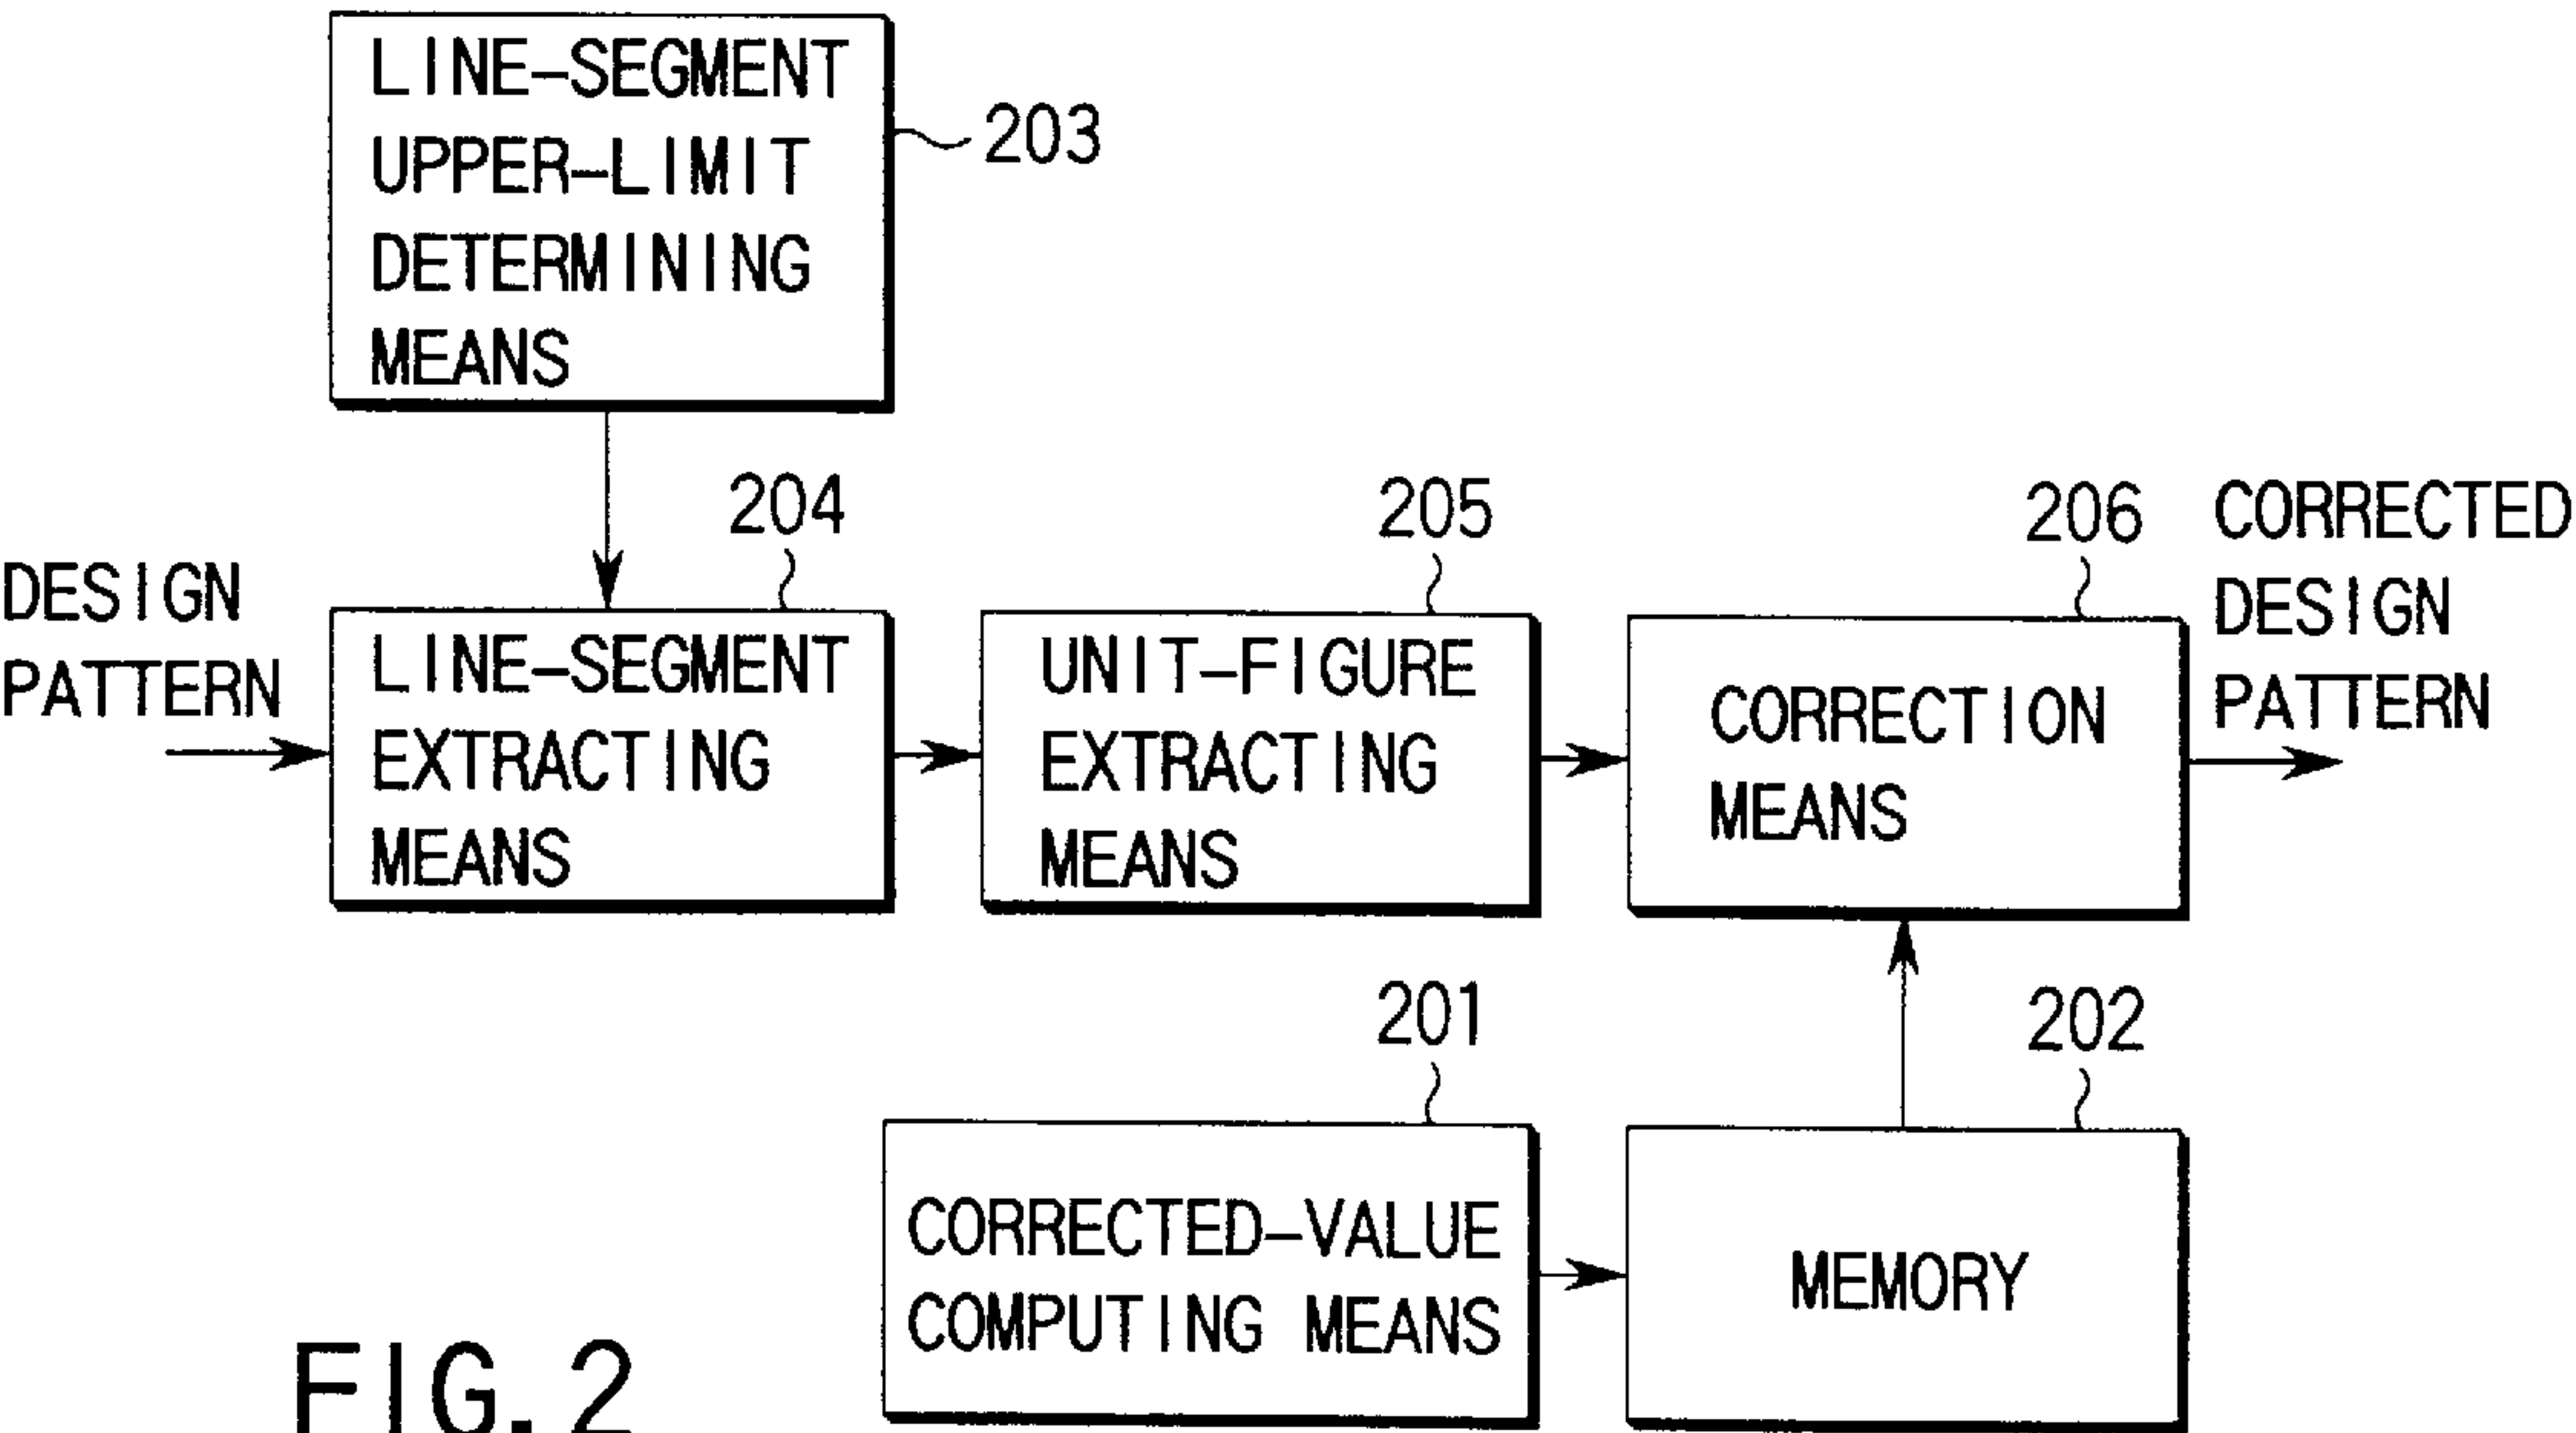 LINE-SEGMENT
UPPER-LIMIT
DETERMINING
MEANS
203
DESIGN
PATTERN
204
LINE-SEGMENT
EXTRACTING
MEANS
205
UNIT-FIGURE
EXTRACTING
MEANS
206
CORRECTION
MEANS
CORRECTED
DESIGN
PATTERN
201
CORRECTED-VALUE
COMPUTING MEANS
202
MEMORY
FIG. 2